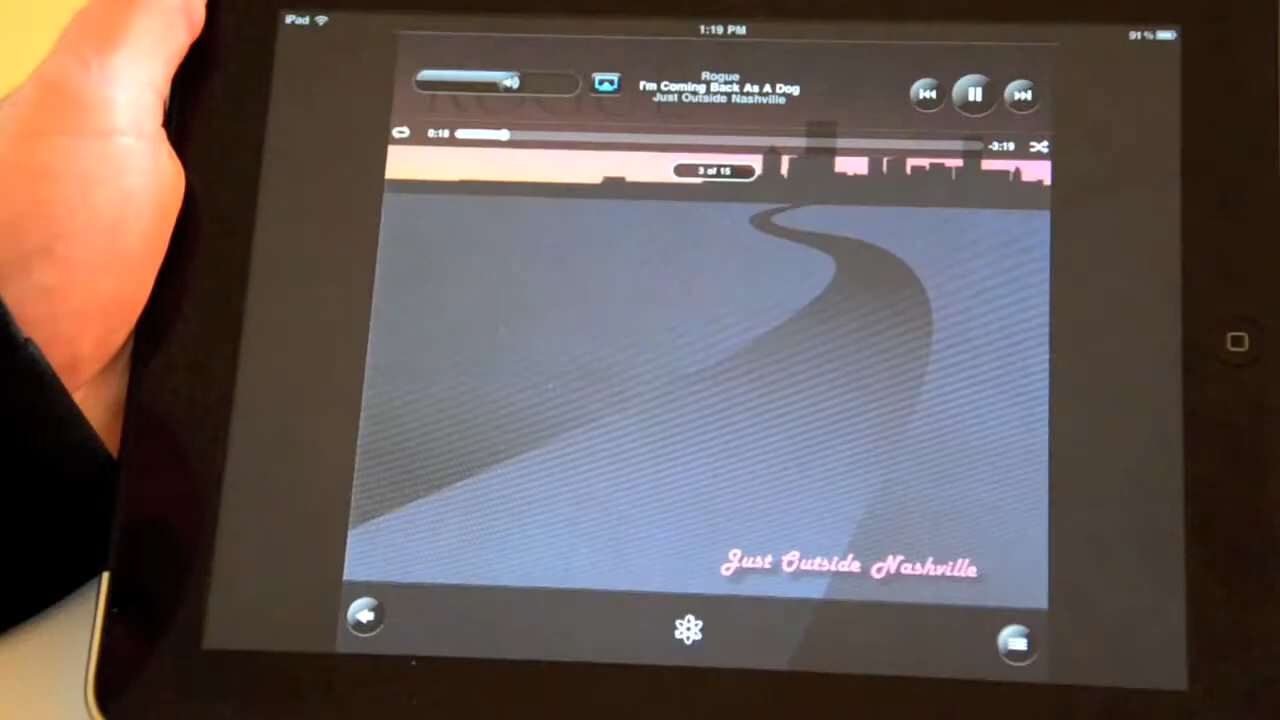 iPad
1:19 PM
91%
Rogue
I'm Coming Back As A Dog
Just Outside Nashville
ROGUE
0:18
-3:19
3 of 15
Just Outside Nashville